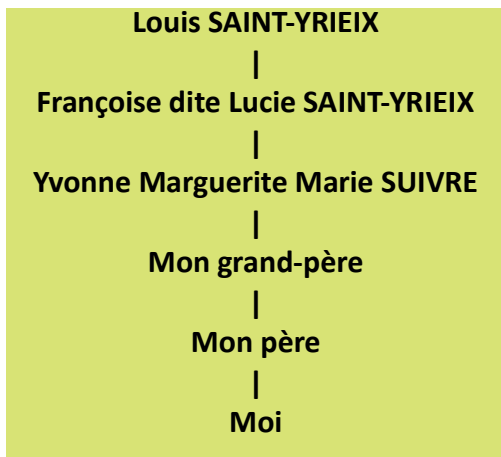 Louis SAINT-YRIEIX
|
Françoise dite Lucie SAINT-YRIEIX
|
Yvonne Marguerite Marie SUIVRE
|
Mon grand-père
|
Mon père
|
Moi